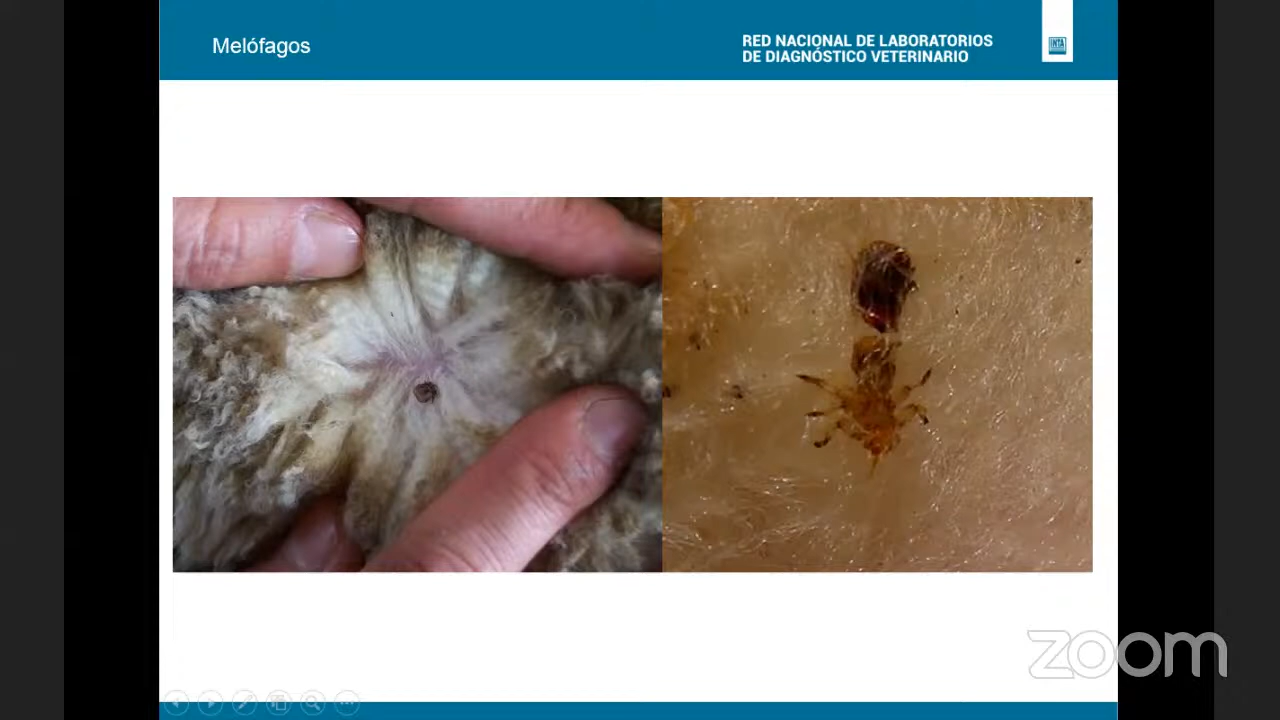 Melófagos
RED NACIONAL DE LABORATORIOS
DE DIAGNÓSTICO VETERINARIO
INTA
zoom